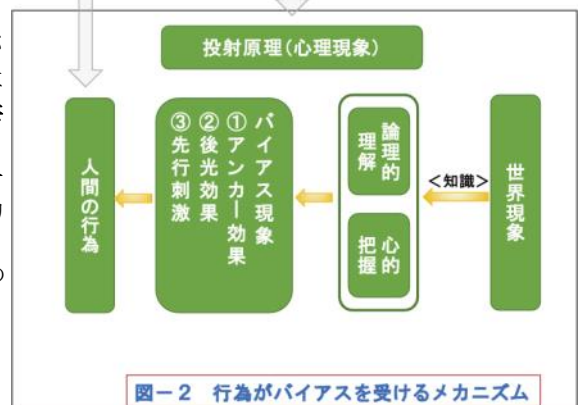 投射原理(心理現象)
人間の行為
バイアス現象
①アンカー効果
②後光効果
③先行刺激
論理的
理解
心的
把握
<知識>
世界現象
図－2　行為がバイアスを受けるメカニズム